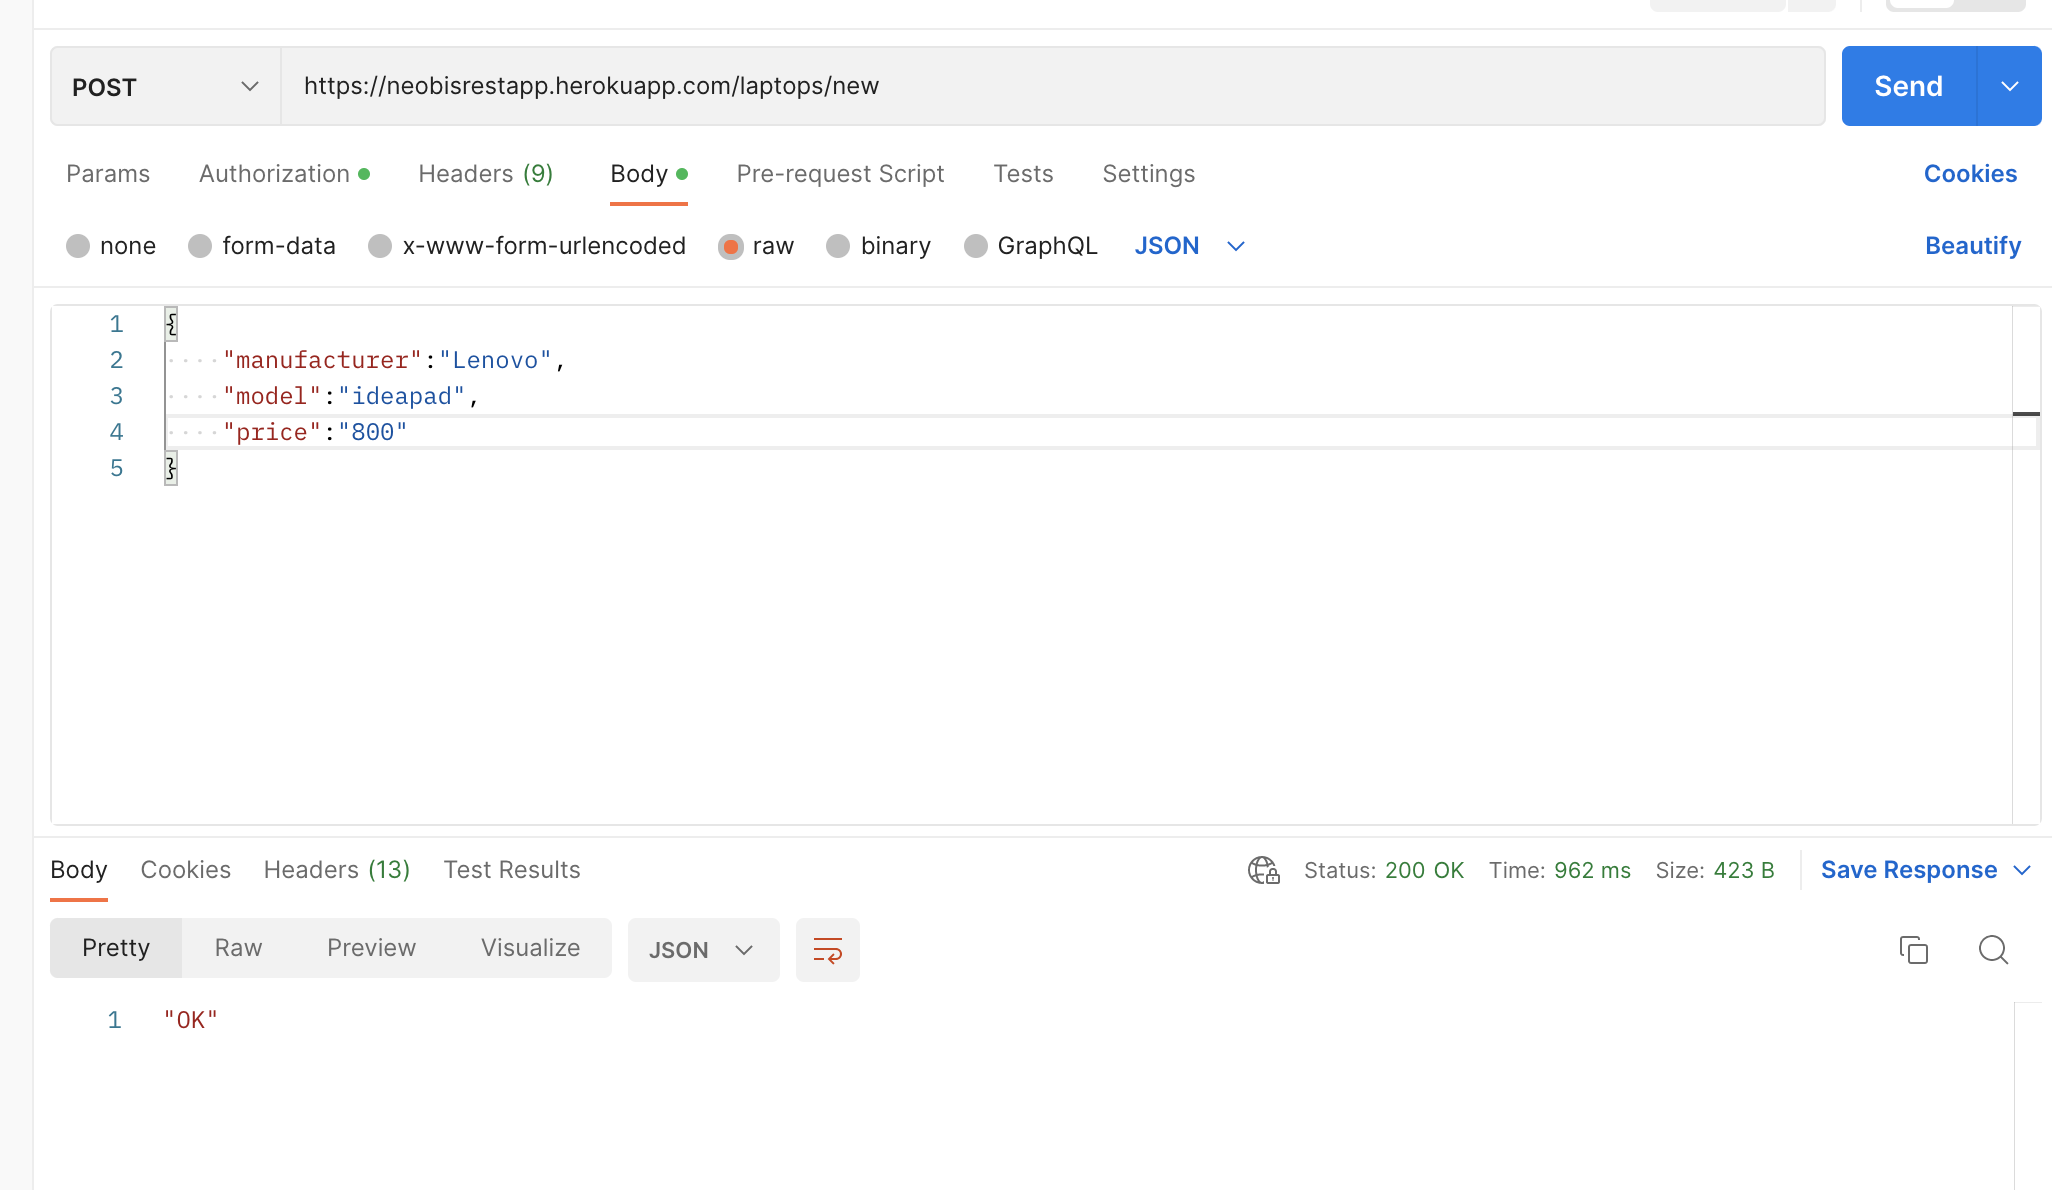 POST https://neobisrestapp.herokuapp.com/laptops/new Send
Params Authorization Headers (9) Body Pre-request Script Tests Settings Cookies
none form-data x-www-form-urlencoded raw binary GraphQL JSON Beautify
1 {
2 "manufacturer":"Lenovo",
3 "model":"ideapad",
4 "price":"800"
5 }
Body Cookies Headers (13) Test Results Status: 200 OK Time: 962 ms Size: 423 B Save Response
Pretty Raw Preview Visualize JSON
1 "OK"